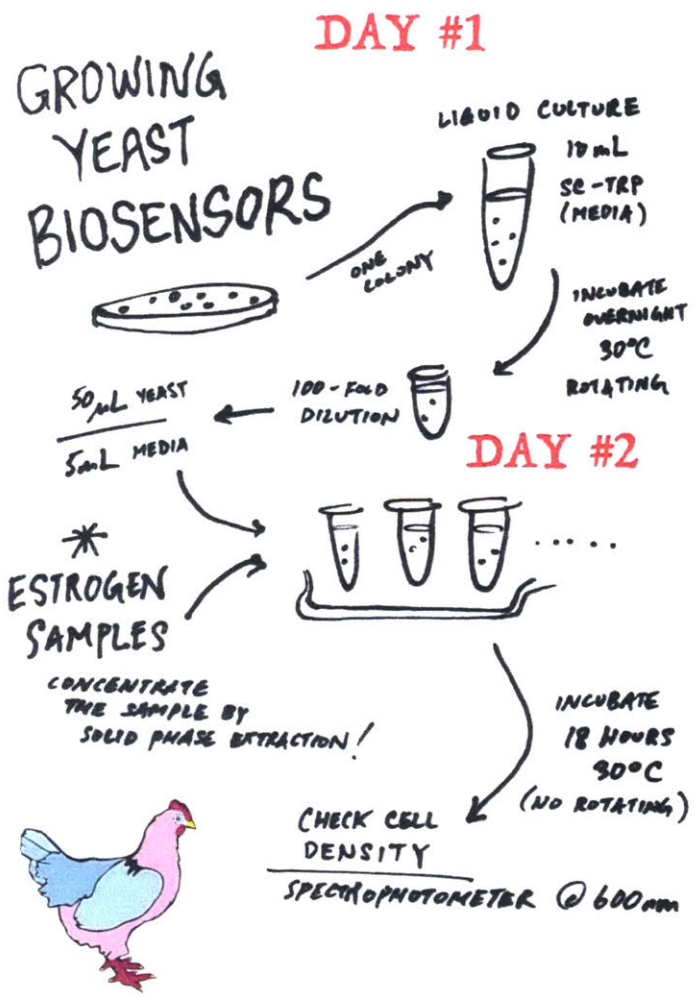 DAY #1
GROWING
YEAST
BIOSENSORS
LIQUID CULTURE
10 mL
SC-TRP
(MEDIA)
ONE
COLONY
INCUBATE
OVERNIGHT
30°C
ROTATING
100-FOLD
DILUTION
50 μL YEAST
5mL MEDIA
DAY #2
* ESTROGEN
SAMPLES
CONCENTRATE
THE SAMPLE BY
SOLID PHASE EXTRACTION!
INCUBATE
18 HOURS
30°C
(NO ROTATING)
CHECK CELL
DENSITY
SPECTROPHOTOMETER @ 600nm